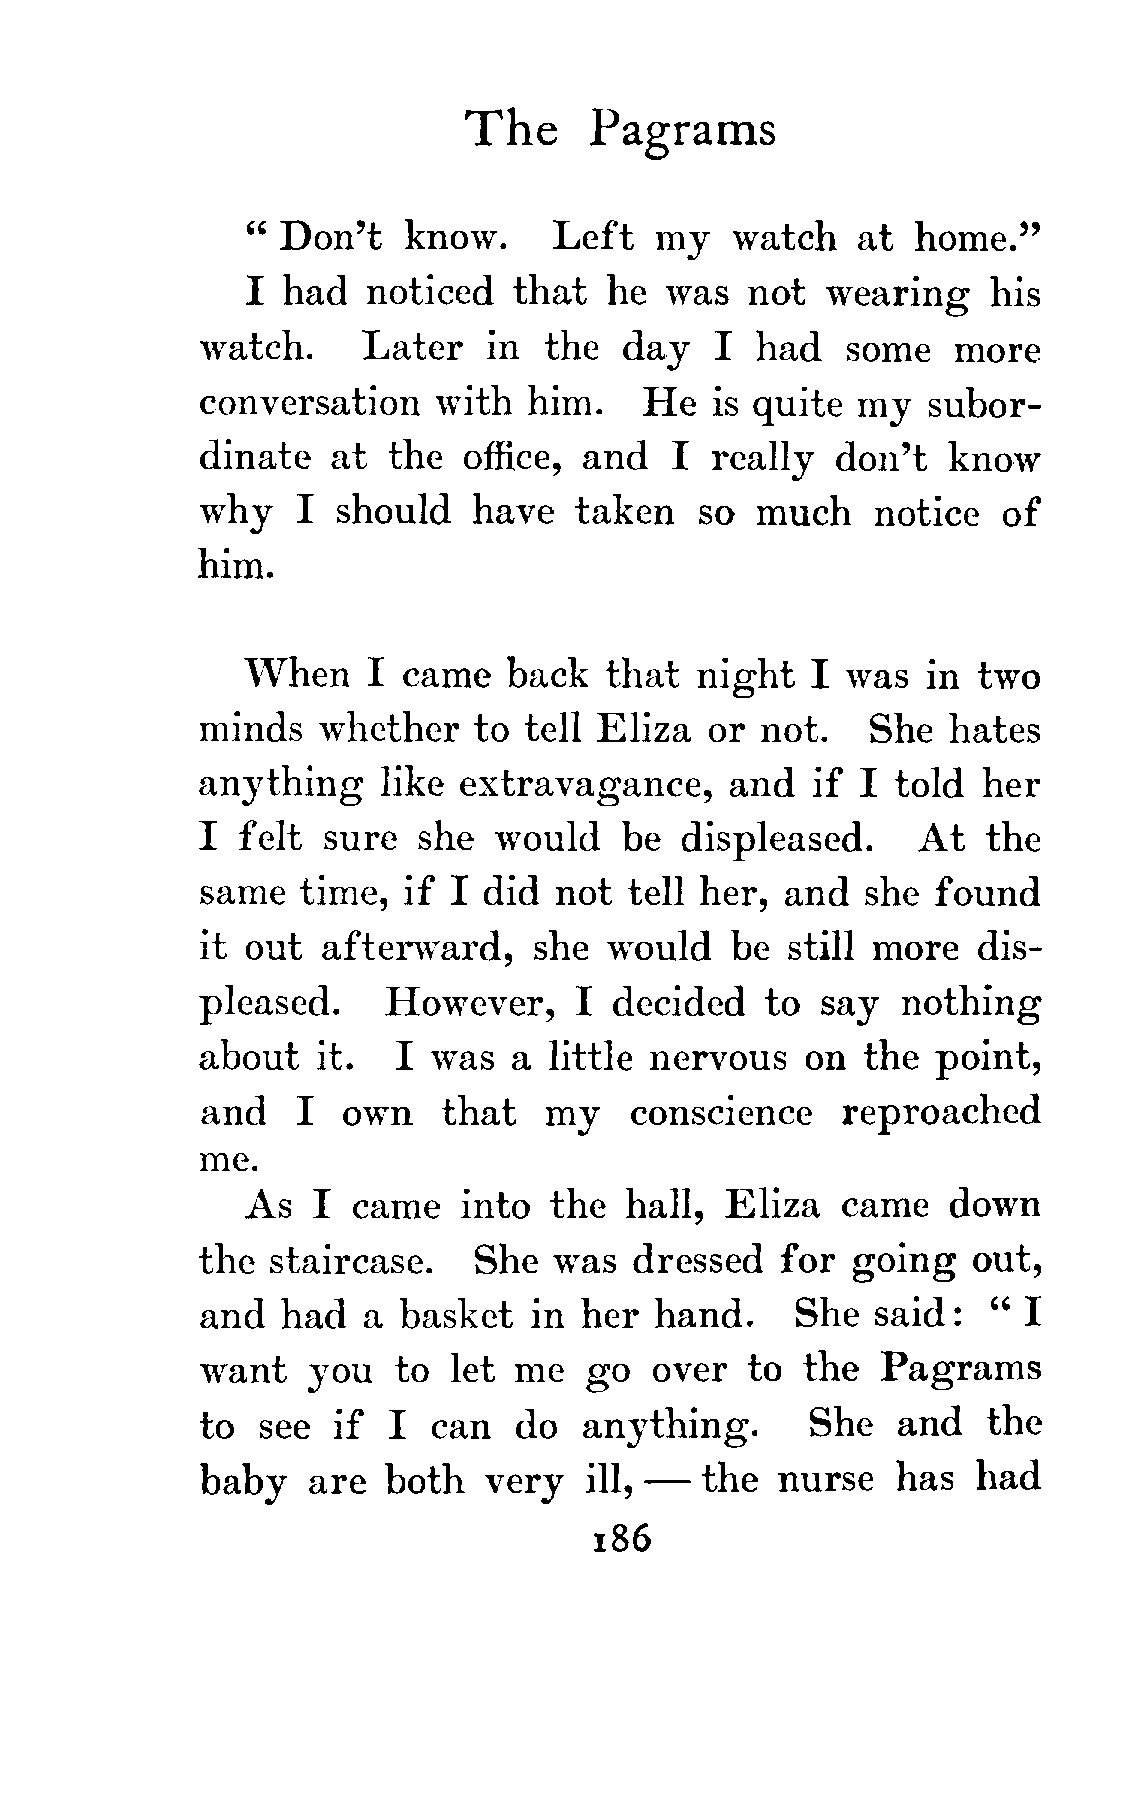 The Pagrams
“ Don’t know. Left my watch at home.”
I had noticed that he was not wearing his
watch. Later in the day I had some more
conversation with him. He is quite my subor-
dinate at the office, and I really don’t know
why I should have taken so much notice of
him.
When I came back that night I was in two
minds whether to tell Eliza or not. She hates
anything like extravagance, and if I told her
I felt sure she would be displeased. At the
same time, if I did not tell her, and she found
it out afterward, she would be still more dis-
pleased. However, I decided to say nothing
about it. I was a little nervous on the point,
and I own that my conscience reproached
me.
As I came into the hall, Eliza came down
the staircase. She was dressed for going out,
and had a basket in her hand. She said: “ I
want you to let me go over to the Pagrams
to see if I can do anything. She and the
baby are both very ill, — the nurse has had
186